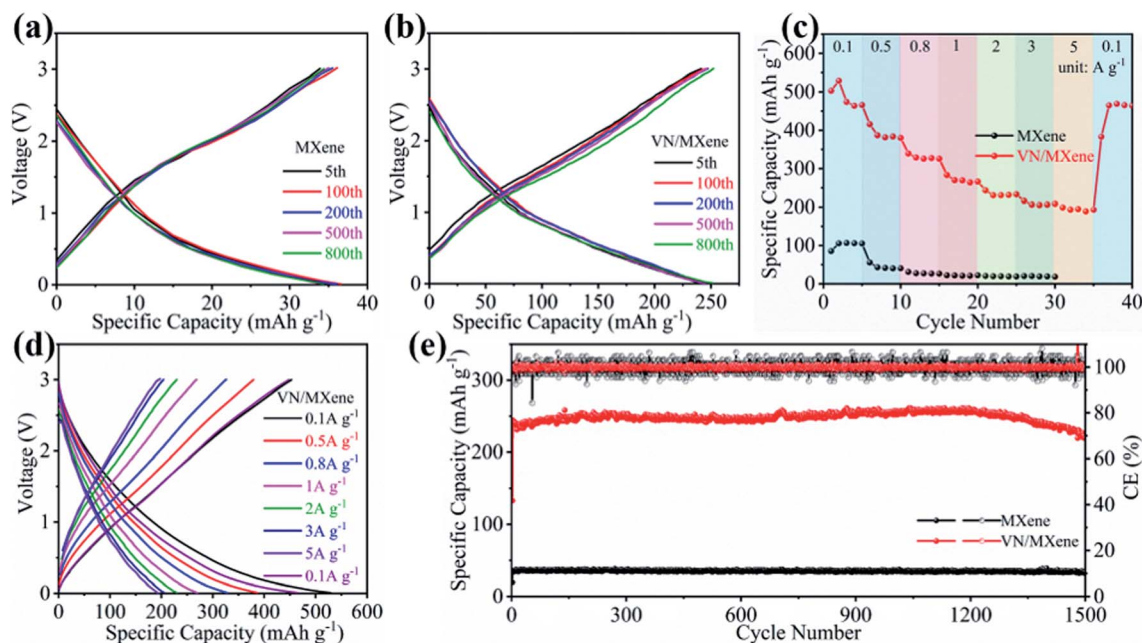 (a)
Voltage (V)
3
2
1
0
MXene
5th
100th
200th
500th
800th
0 10 20 30 40
Specific Capacity (mAh g-1)
(b)
Voltage (V)
3
2
1
0
VN/MXene
5th
100th
200th
500th
800th
0 50 100 150 200 250
Specific Capacity (mAh g-1)
(c)
Specific Capacity (mAh g-1)
600
500
400
300
200
100
0
0.1 0.5 0.8 1 2 3 5 0.1
unit: A g-1
MXene
VN/MXene
0 10 20 30 40
Cycle Number
(d)
Voltage (V)
3
2
1
0
VN/MXene
0.1A g-1
0.5A g-1
0.8A g-1
1A g-1
2A g-1
3A g-1
5A g-1
0.1A g-1
0 100 200 300 400 500 600
Specific Capacity (mAh g-1)
(e)
Specific Capacity (mAh g-1)
300
250
200
150
100
50
0
MXene
VN/MXene
100
80
60
40
20
10
0
CE (%)
0 300 600 900 1200 1500
Cycle Number